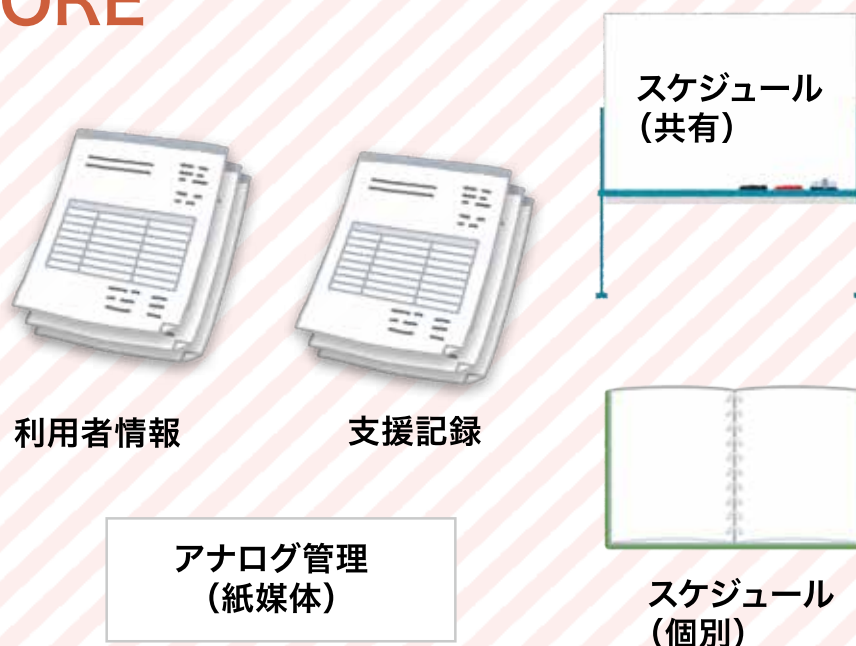 ORE
スケジュール
（共有）
利用者情報
支援記録
アナログ管理
（紙媒体）
スケジュール
（個別）